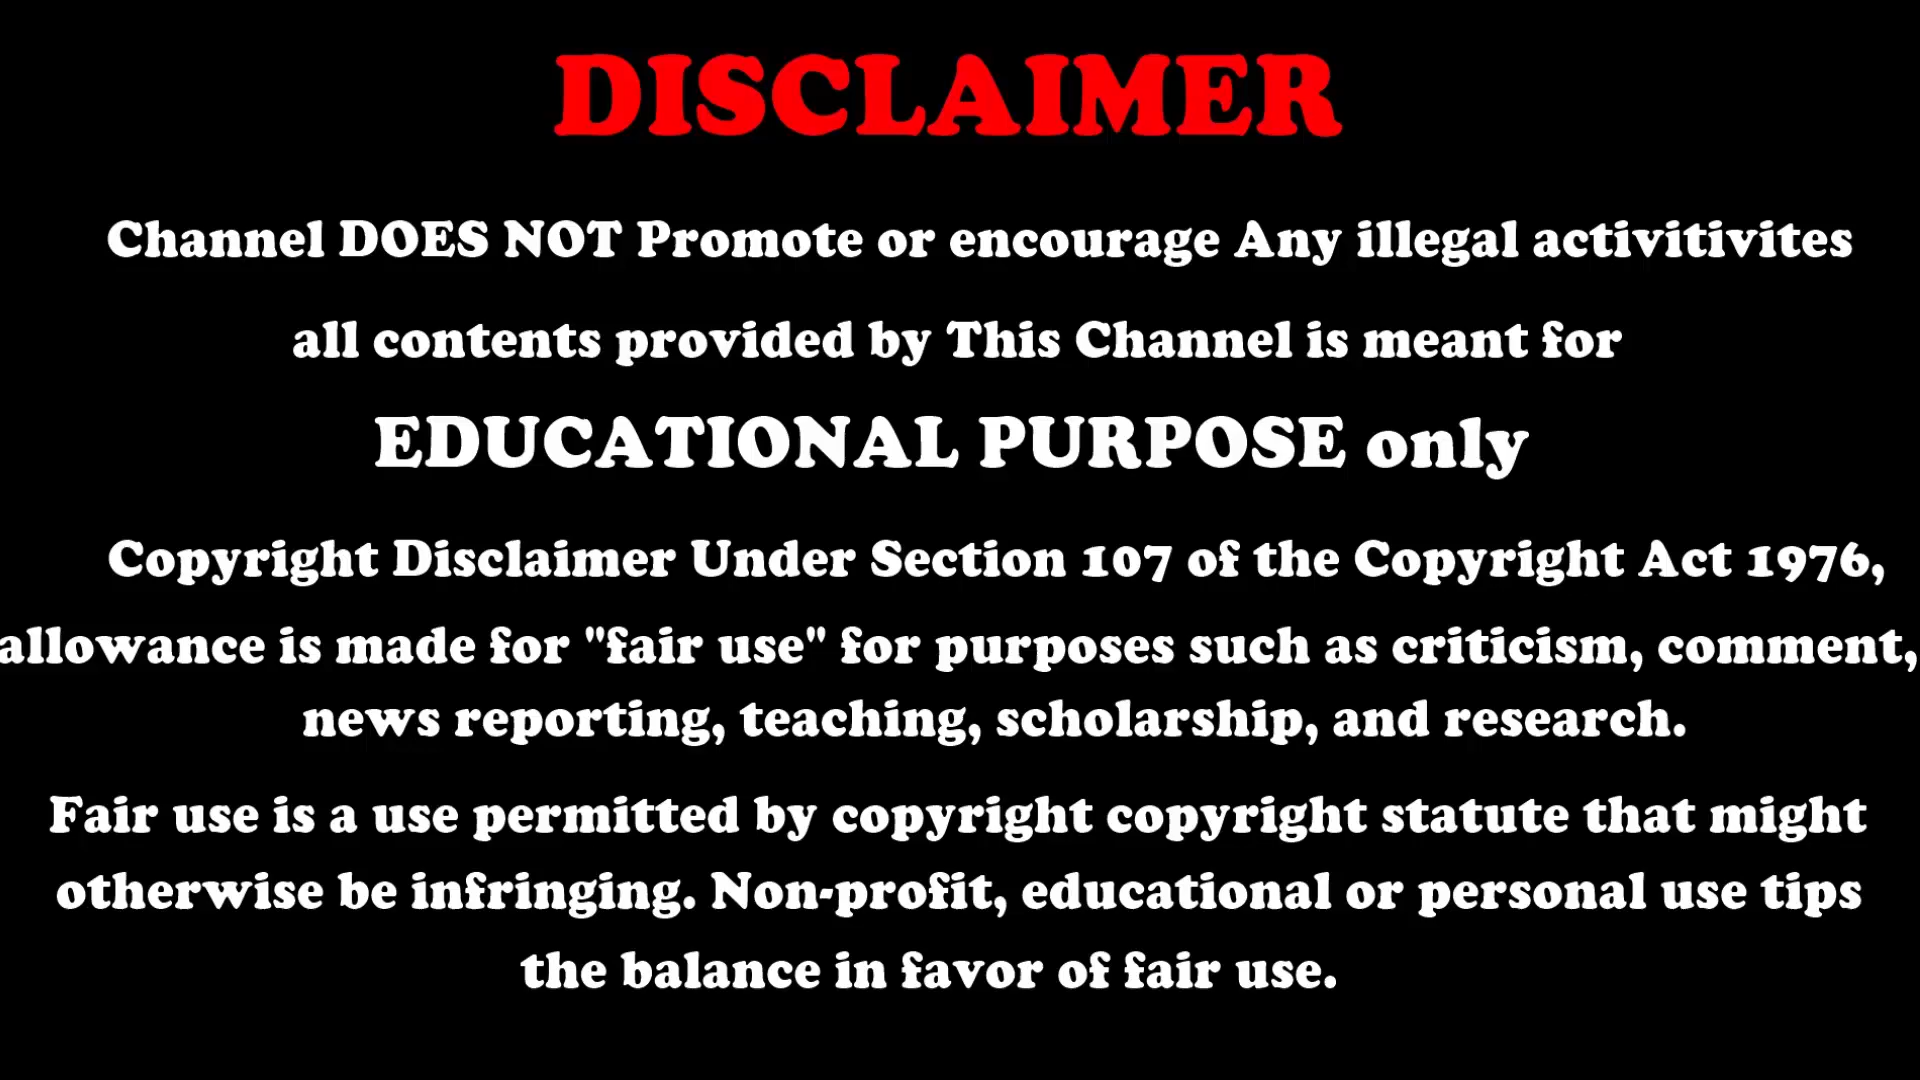 DISCLAIMER
Channel DOES NOT Promote or encourage Any illegal activitivites
all contents provided by This Channel is meant for
EDUCATIONAL PURPOSE only
Copyright Disclaimer Under Section 107 of the Copyright Act 1976,
allowance is made for "fair use" for purposes such as criticism, comment,
news reporting, teaching, scholarship, and research.
Fair use is a use permitted by copyright copyright statute that might
otherwise be infringing. Non-profit, educational or personal use tips
the balance in favor of fair use.